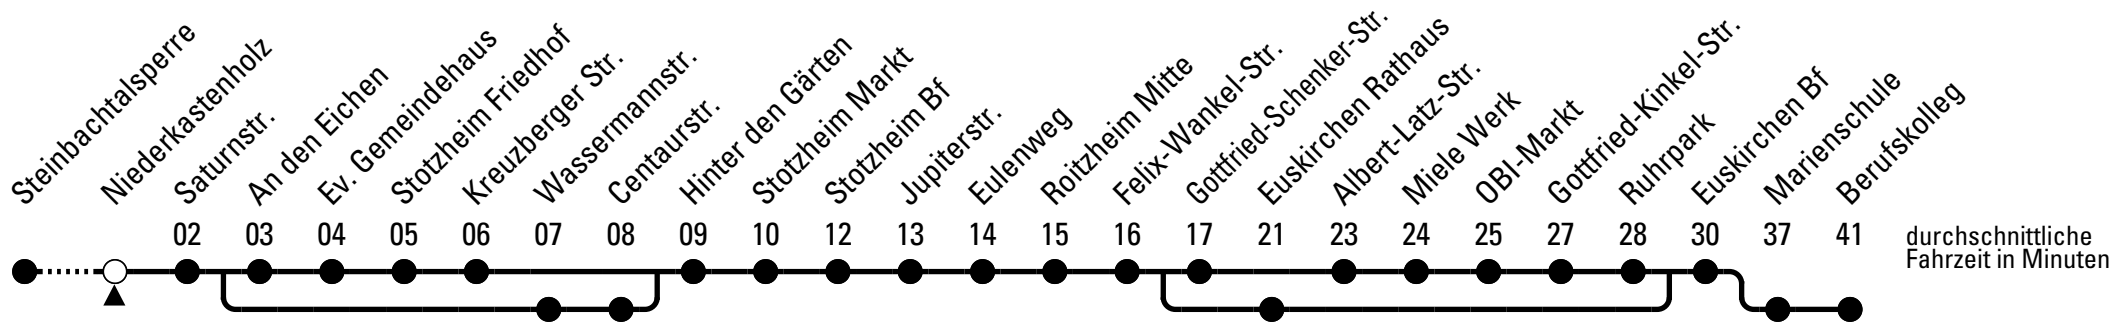 Steinbachtalsperre
Niederkastenholz
Saturnstr.
An den Eichen
Ev. Gemeindehaus
Stotzheim Friedhof
Kreuzberger Str.
Wassermannstr.
Centaurstr.
Hinter den Gärten
Stotzheim Markt
Stotzheim Bf
Jupiterstr.
Eulenweg
Roitzheim Mitte
Felix-Wankel-Str.
Gottfried-Schenker-Str.
Euskirchen Rathaus
Albert-Latz-Str.
Miele Werk
OBI-Markt
Gottfried-Kinkel-Str.
Ruhrpark
Euskirchen Bf
Marienschule
Berufskolleg
02 03 04 05 06 07 08 09 10 12 13 14 15 16 17 21 23 24 25 27 28 30 37 41
durchschnittliche
Fahrzeit in Minuten